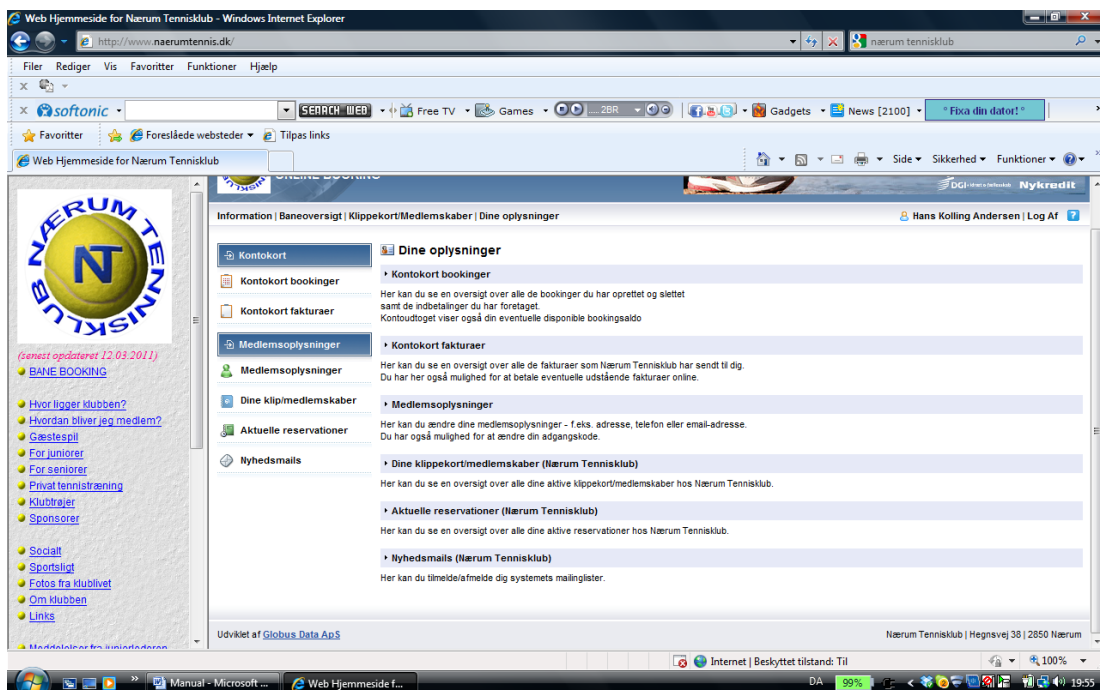 Web Hjemmeside for Nærum Tennisklub - Windows Internet Explorer
http://www.naerumtennis.dk/
nærum tennisklub
Filer Rediger Vis Favoritter Funktioner Hjælp
softonic SEARCH WEB Free TV Games .... 2BR Gadgets News [2100] * Fixa din dator! *
Favoritter Foreslåede websteder Tilpas links
Web Hjemmeside for Nærum Tennisklub Side Sikkerhed Funktioner
ONLINE BOOKING
DGI Nykredit
NÆRUM TENNISKLUB
NT
(senest opdateret 12.03.2011)
BANE BOOKING
Hvor ligger klubben?
Hvordan bliver jeg medlem?
Gæstespil
For juniorer
For seniorer
Privat tennistræning
Klubtrøjer
Sponsorer
Socialt
Sportsligt
Fotos fra klublivet
Om klubben
Links
Meddelelser fra juniorlederen
Information | Baneoversigt | Klippekort/Medlemskaber | Dine oplysninger
Hans Kolling Andersen | Log Af ?
Kontokort
Kontokort bookinger
Kontokort fakturaer
Medlemsoplysninger
Medlemsoplysninger
Dine klip/medlemskaber
Aktuelle reservationer
Nyhedsmails
Dine oplysninger
Kontokort bookinger
Her kan du se en oversigt over alle de bookinger du har oprettet og slettet
samt de indbetalinger du har foretaget.
Kontoudtoget viser også din eventuelle disponible bookingsaldo
Kontokort fakturaer
Her kan du se en oversigt over alle de fakturaer som Nærum Tennisklub har sendt til dig.
Du har her også mulighed for at betale eventuelle udstående fakturaer online.
Medlemsoplysninger
Her kan du ændre dine medlemsoplysninger - f.eks. adresse, telefon eller email-adresse.
Du har også mulighed for at ændre din adgangskode.
Dine klippekort/medlemskaber (Nærum Tennisklub)
Her kan du se en oversigt over alle dine aktive klippekort/medlemskaber hos Nærum Tennisklub.
Aktuelle reservationer (Nærum Tennisklub)
Her kan du se en oversigt over alle dine aktive reservationer hos Nærum Tennisklub.
Nyhedsmails (Nærum Tennisklub)
Her kan du tilmelde/afmelde dig systemets mailinglister.
Udviklet af Globus Data ApS
Nærum Tennisklub | Hegnsvej 38 | 2850 Nærum
Internet | Beskyttet tilstand: Til 100%
Manual - Microsoft ... Web Hjemmeside f... DA 99% 19:55